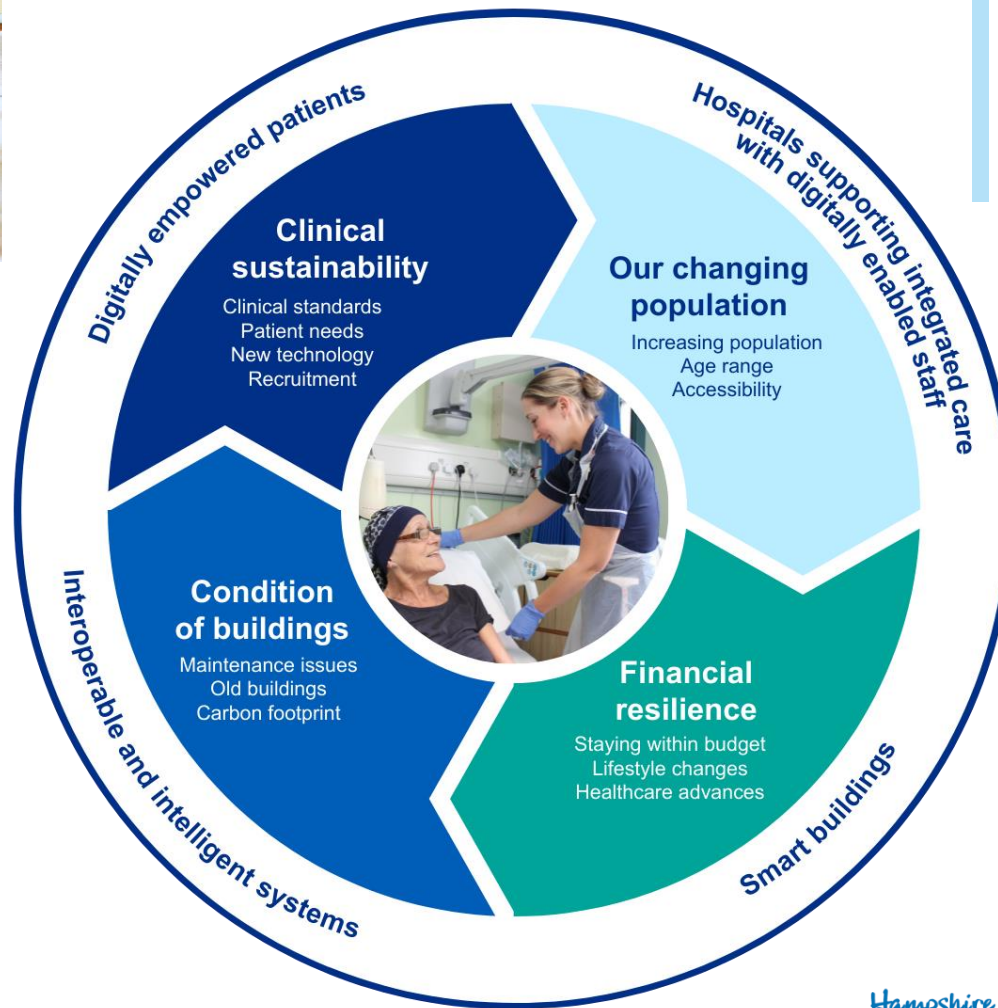 Digitally empowered patients
Hospitals supporting integrated care
with digitally enabled staff
Clinical
sustainability
Clinical standards
Patient needs
New technology
Recruitment
Our changing
population
Increasing population
Age range
Accessibility
Condition
of buildings
Maintenance issues
Old buildings
Carbon footprint
Financial
resilience
Staying within budget
Lifestyle changes
Healthcare advances
Interoperable and intelligent systems
Smart buildings
Hampshire